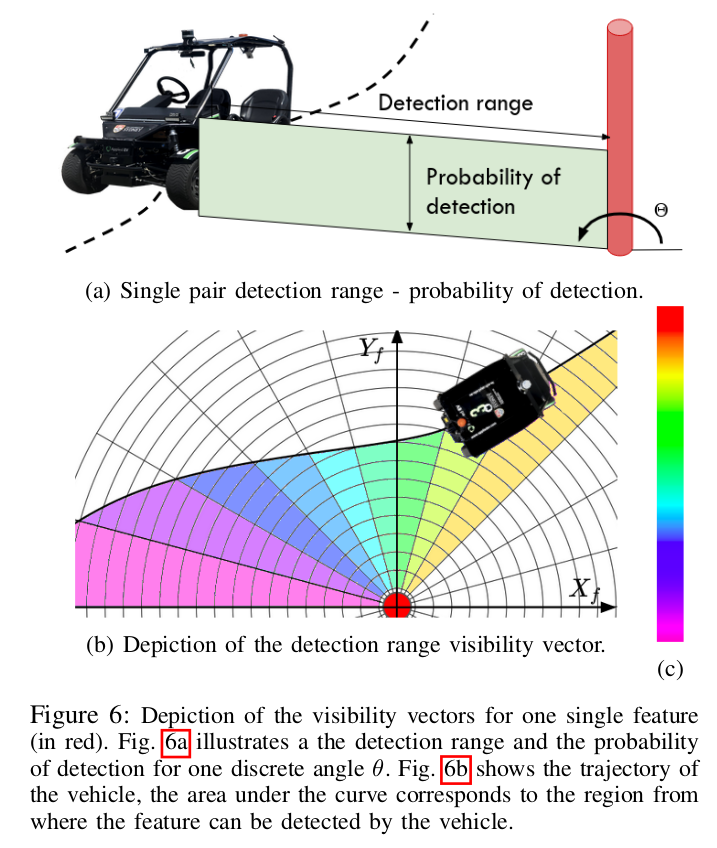 Detection range
Probability of
detection
Θ
(a) Single pair detection range - probability of detection.
Y_f
X_f
(b) Depiction of the detection range visibility vector.
(c)
Figure 6: Depiction of the visibility vectors for one single feature
(in red). Fig. 6a illustrates a the detection range and the probability
of detection for one discrete angle θ. Fig. 6b shows the trajectory of
the vehicle, the area under the curve corresponds to the region from
where the feature can be detected by the vehicle.